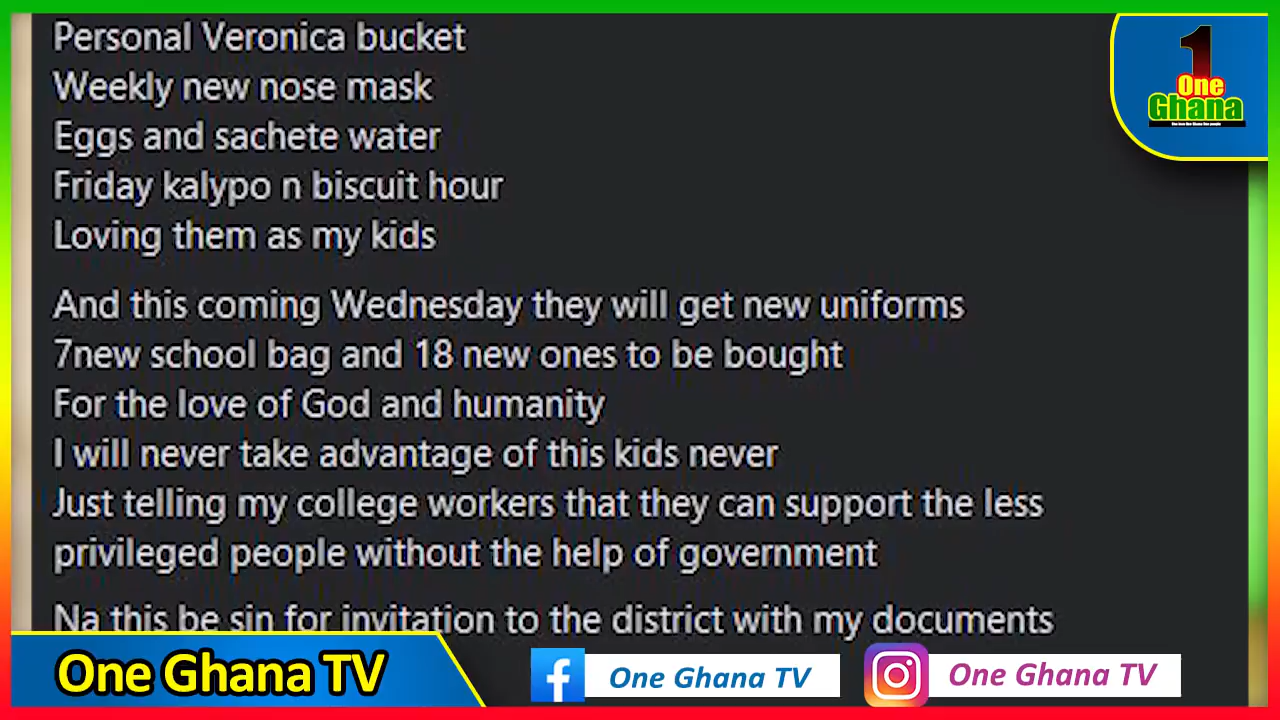 Personal Veronica bucket
Weekly new nose mask
Eggs and sachete water
Friday kalypo n biscuit hour
Loving them as my kids
And this coming Wednesday they will get new uniforms
7new school bag and 18 new ones to be bought
For the love of God and humanity
I will never take advantage of this kids never
Just telling my college workers that they can support the less
privileged people without the help of government
Na this be sin for invitation to the district with my documents
1
One
Ghana
One Ghana TV
One Ghana TV
One Ghana TV